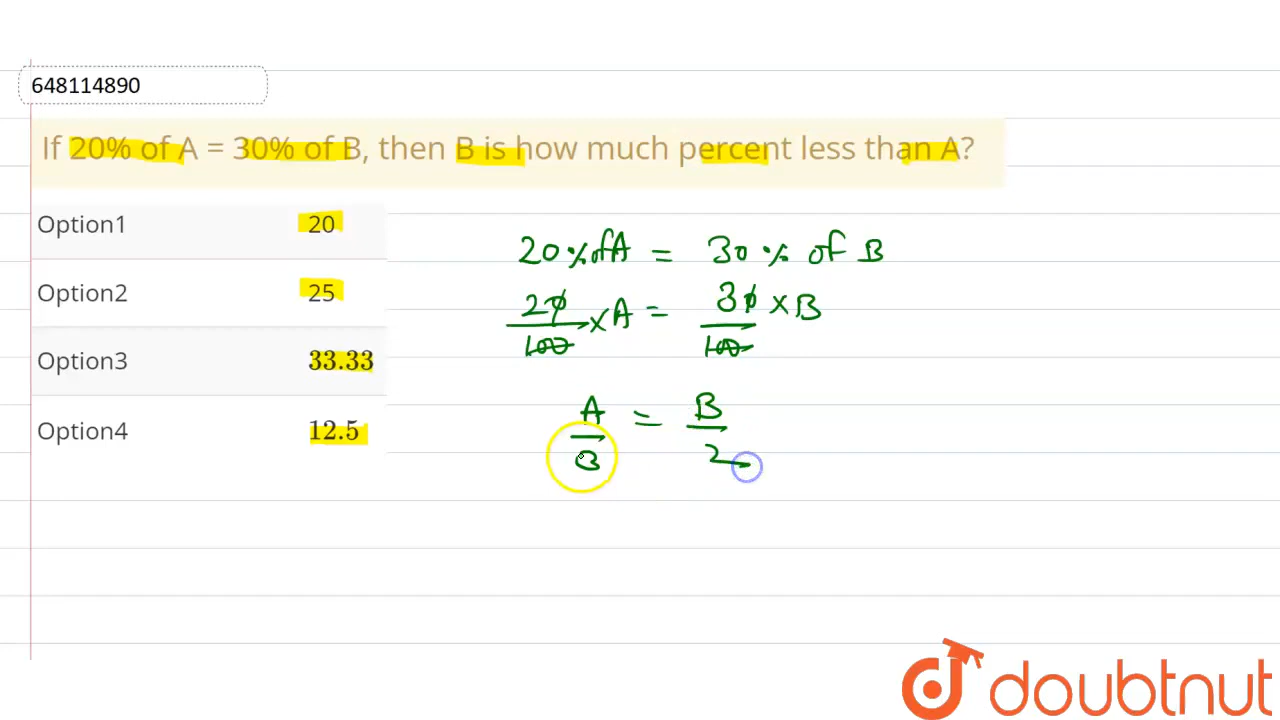 648114890
If 20% of A = 30% of B, then B is how much percent less than A?
Option1 20
Option2 25
Option3 33.33
Option4 12.5
20 % of A = 30 % of B
20/100 × A = 30/100 × B
A/B = B/2
doubtnut